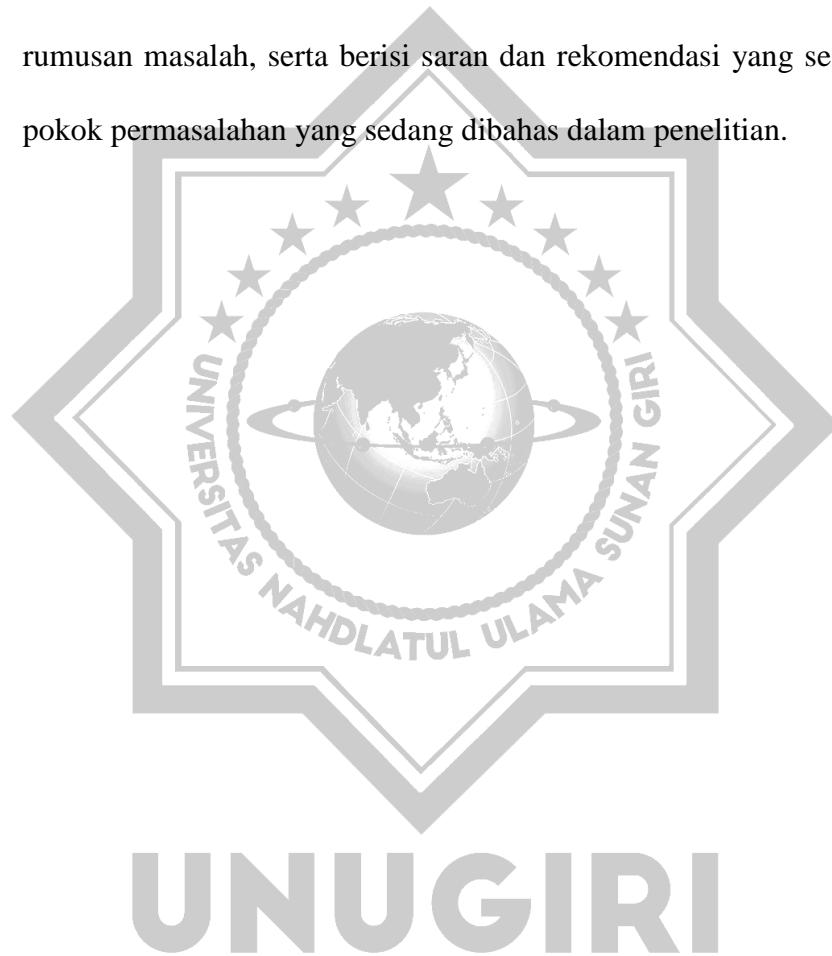 rumusan masalah, serta berisi saran dan rekomendasi yang se
pokok permasalahan yang sedang dibahas dalam penelitian.
UNIVERSITAS NAHDLATUL ULAMA SUNAN GIRI
UNUGIRI